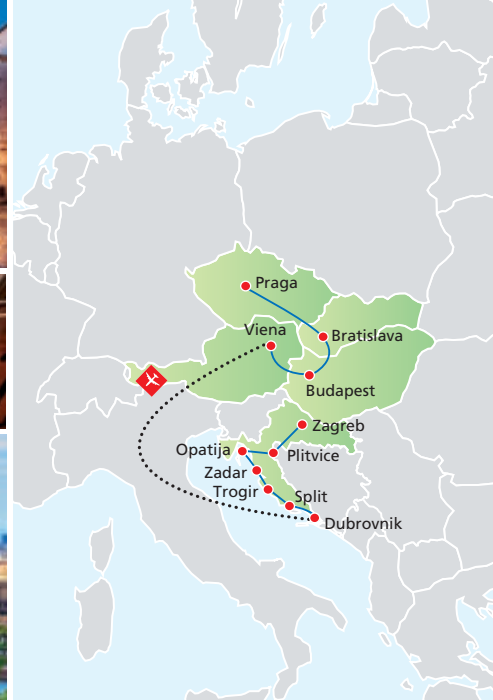 Praga
Viena
Bratislava
Budapest
Zagreb
Opatija
Plitvice
Zadar
Trogir
Split
Dubrovnik